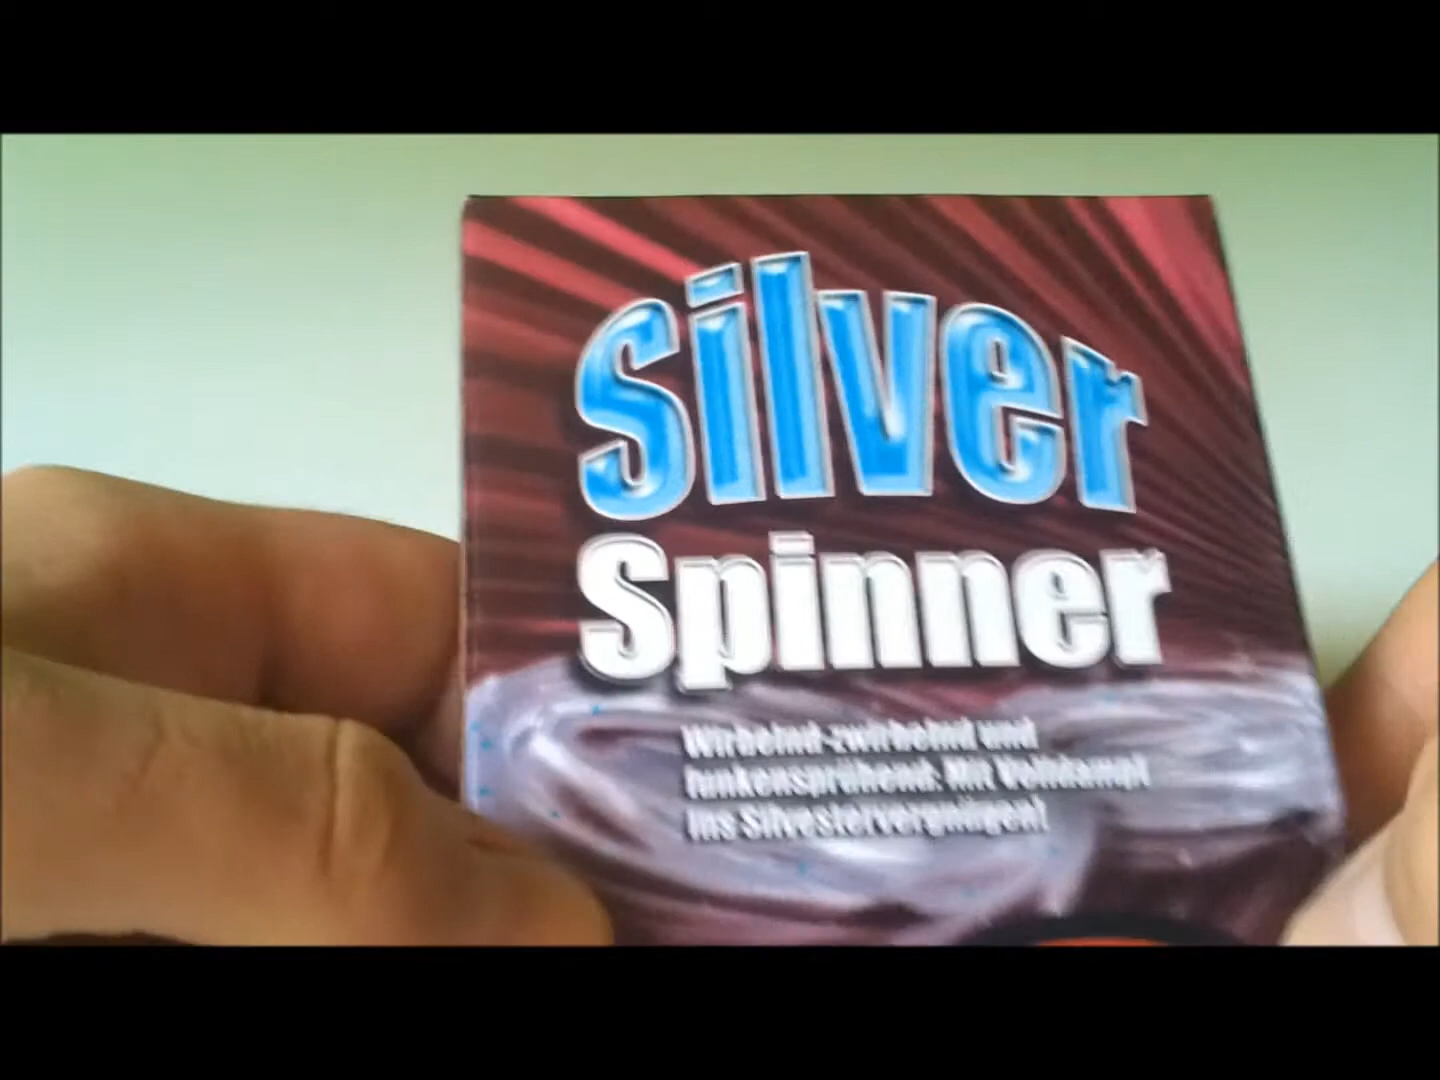 Silver
Spinner
Wirbelnd-zwirbelnd und
funkensprühend: Mit Volldampf
ins Silvestervergnügen!